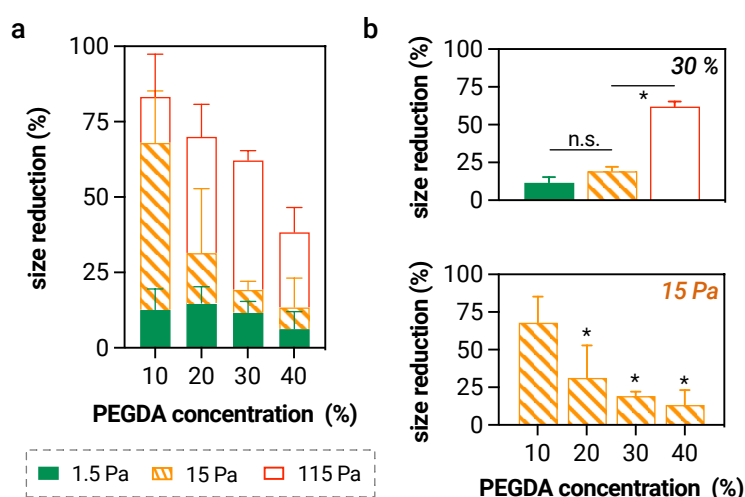 a
size reduction (%)
100
75
50
25
0
10 20 30 40
PEGDA concentration (%)
1.5 Pa 15 Pa 115 Pa
b
size reduction (%)
100
75
50
25
0
30 %
*
n.s.
size reduction (%)
100
75
50
25
0
15 Pa
* * *
10 20 30 40
PEGDA concentration (%)